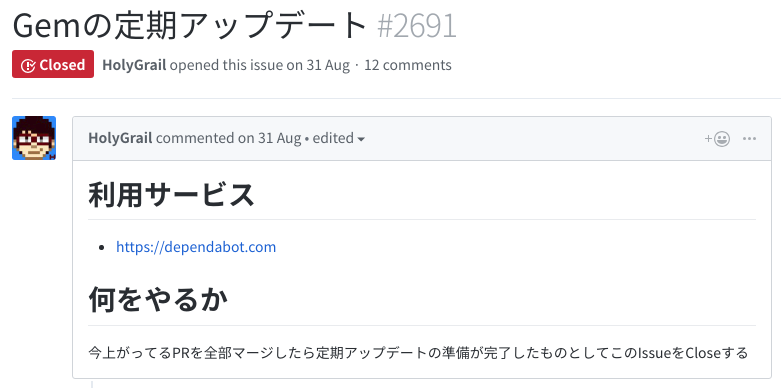 Gemの定期アップデート #2691
Closed HolyGrail opened this issue on 31 Aug · 12 comments
HolyGrail commented on 31 Aug • edited
利用サービス
https://dependabot.com
何をやるか
今上がってるPRを全部マージしたら定期アップデートの準備が完了したものとしてこのIssueをCloseする